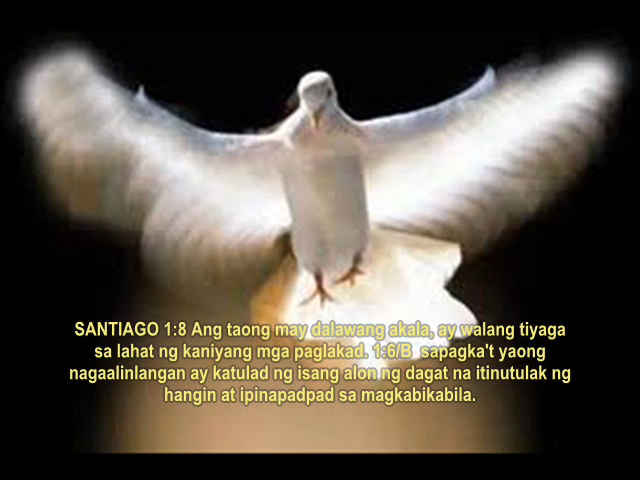 SANTIAGO 1:8 Ang taong may dalawang akala, ay walang tiyaga
sa lahat ng kaniyang mga paglakad. 1:6/B  sapagka't yaong
nagaalinlangan ay katulad ng isang alon ng dagat na itinutulak ng
hangin at ipinapadpad sa magkabikabila.